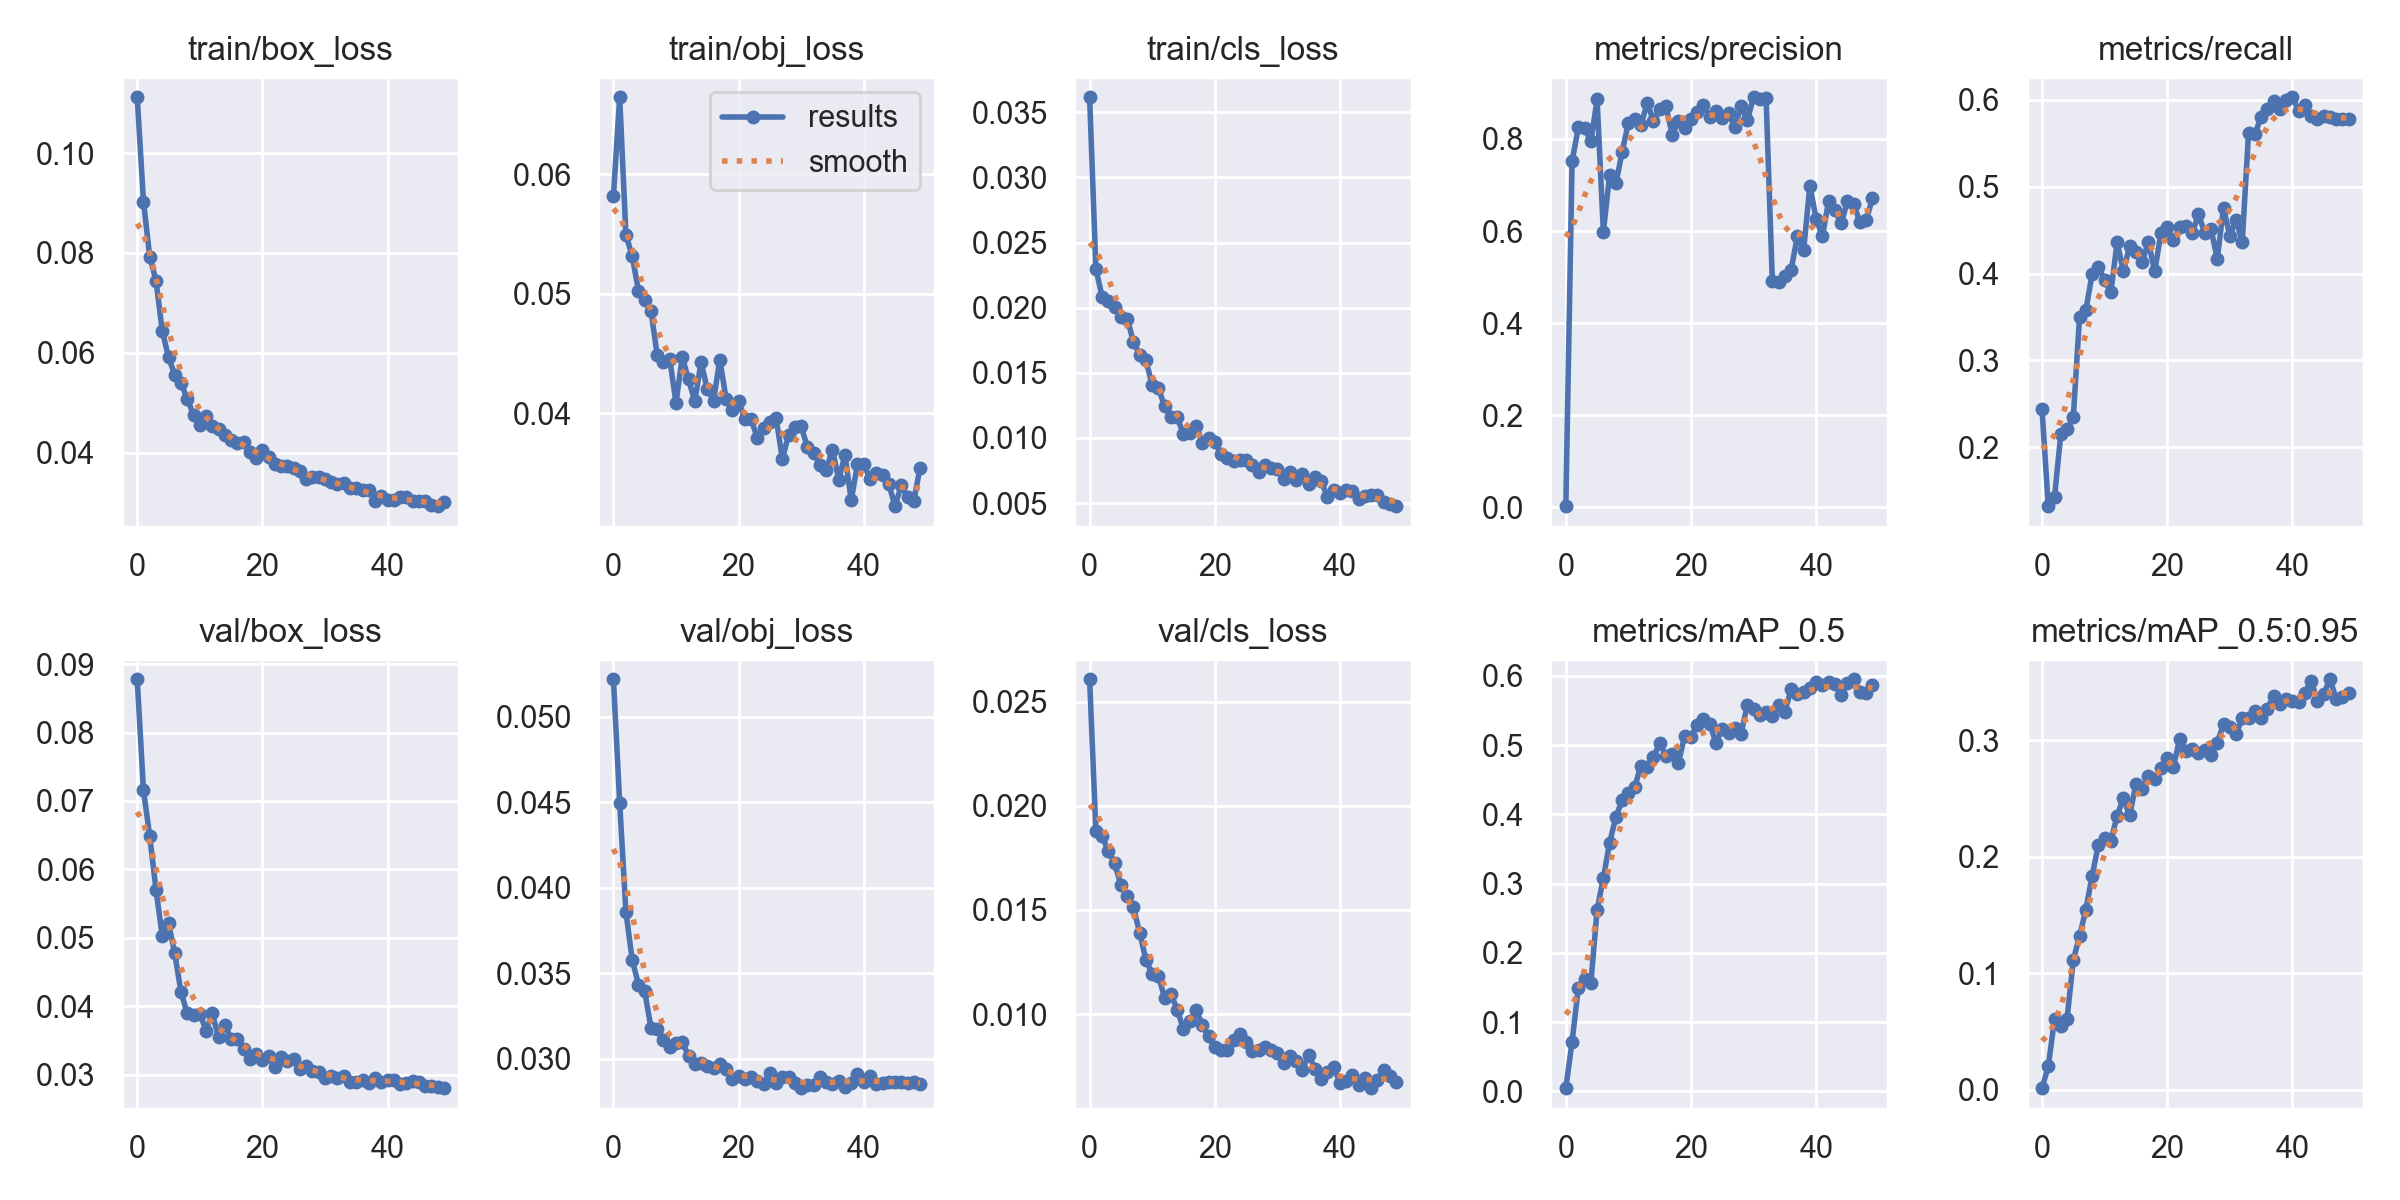 train/box_loss
0.10
0.08
0.06
0.04
0 20 40
train/obj_loss
results
smooth
0.06
0.05
0.04
0 20 40
train/cls_loss
0.035
0.030
0.025
0.020
0.015
0.010
0.005
0 20 40
metrics/precision
0.8
0.6
0.4
0.2
0.0
0 20 40
metrics/recall
0.6
0.5
0.4
0.3
0.2
0 20 40
val/box_loss
0.09
0.08
0.07
0.06
0.05
0.04
0.03
0 20 40
val/obj_loss
0.050
0.045
0.040
0.035
0.030
0 20 40
val/cls_loss
0.025
0.020
0.015
0.010
0 20 40
metrics/mAP_0.5
0.6
0.5
0.4
0.3
0.2
0.1
0.0
0 20 40
metrics/mAP_0.5:0.95
0.3
0.2
0.1
0.0
0 20 40